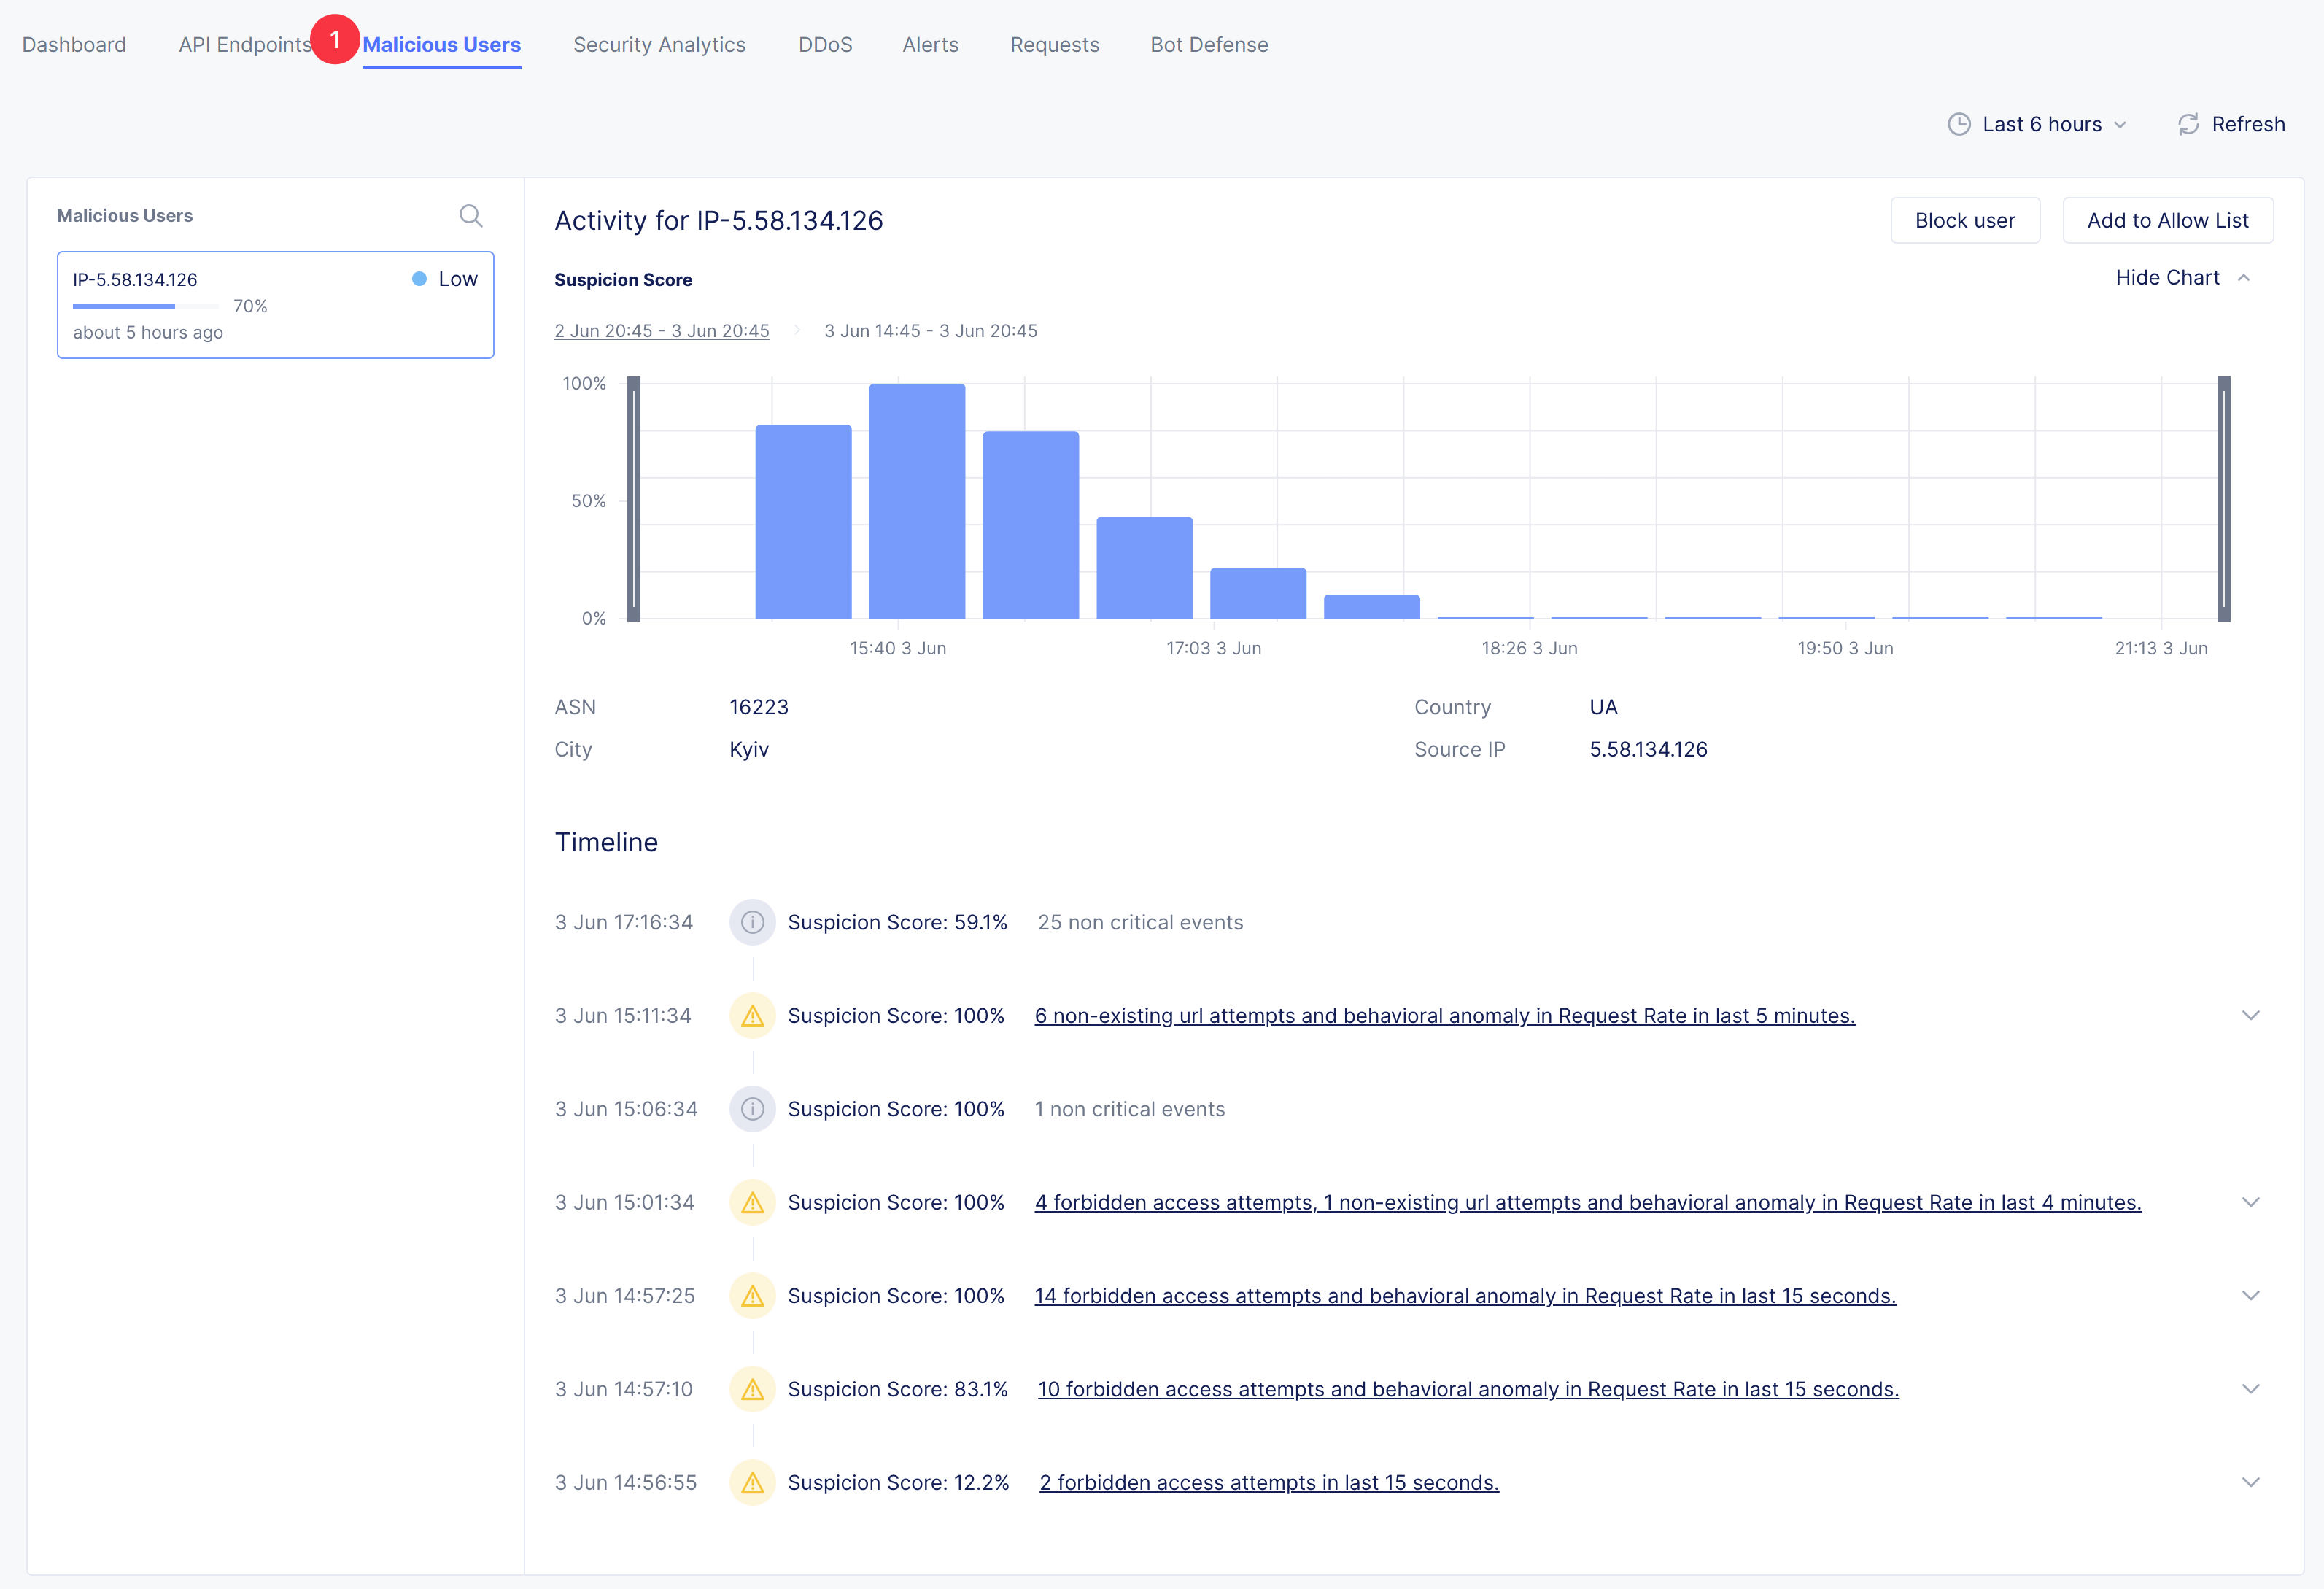 Dashboard API Endpoints 1 Malicious Users Security Analytics DDoS Alerts Requests Bot Defense
Last 6 hours Refresh
Malicious Users
IP-5.58.134.126 Low
70%
about 5 hours ago
Activity for IP-5.58.134.126 Block user Add to Allow List
Suspicion Score Hide Chart
2 Jun 20:45 - 3 Jun 20:45 3 Jun 14:45 - 3 Jun 20:45
100%
50%
0%
15:40 3 Jun 17:03 3 Jun 18:26 3 Jun 19:50 3 Jun 21:13 3 Jun
ASN 16223 Country UA
City Kyiv Source IP 5.58.134.126
Timeline
3 Jun 17:16:34 Suspicion Score: 59.1% 25 non critical events
3 Jun 15:11:34 Suspicion Score: 100% 6 non-existing url attempts and behavioral anomaly in Request Rate in last 5 minutes.
3 Jun 15:06:34 Suspicion Score: 100% 1 non critical events
3 Jun 15:01:34 Suspicion Score: 100% 4 forbidden access attempts, 1 non-existing url attempts and behavioral anomaly in Request Rate in last 4 minutes.
3 Jun 14:57:25 Suspicion Score: 100% 14 forbidden access attempts and behavioral anomaly in Request Rate in last 15 seconds.
3 Jun 14:57:10 Suspicion Score: 83.1% 10 forbidden access attempts and behavioral anomaly in Request Rate in last 15 seconds.
3 Jun 14:56:55 Suspicion Score: 12.2% 2 forbidden access attempts in last 15 seconds.